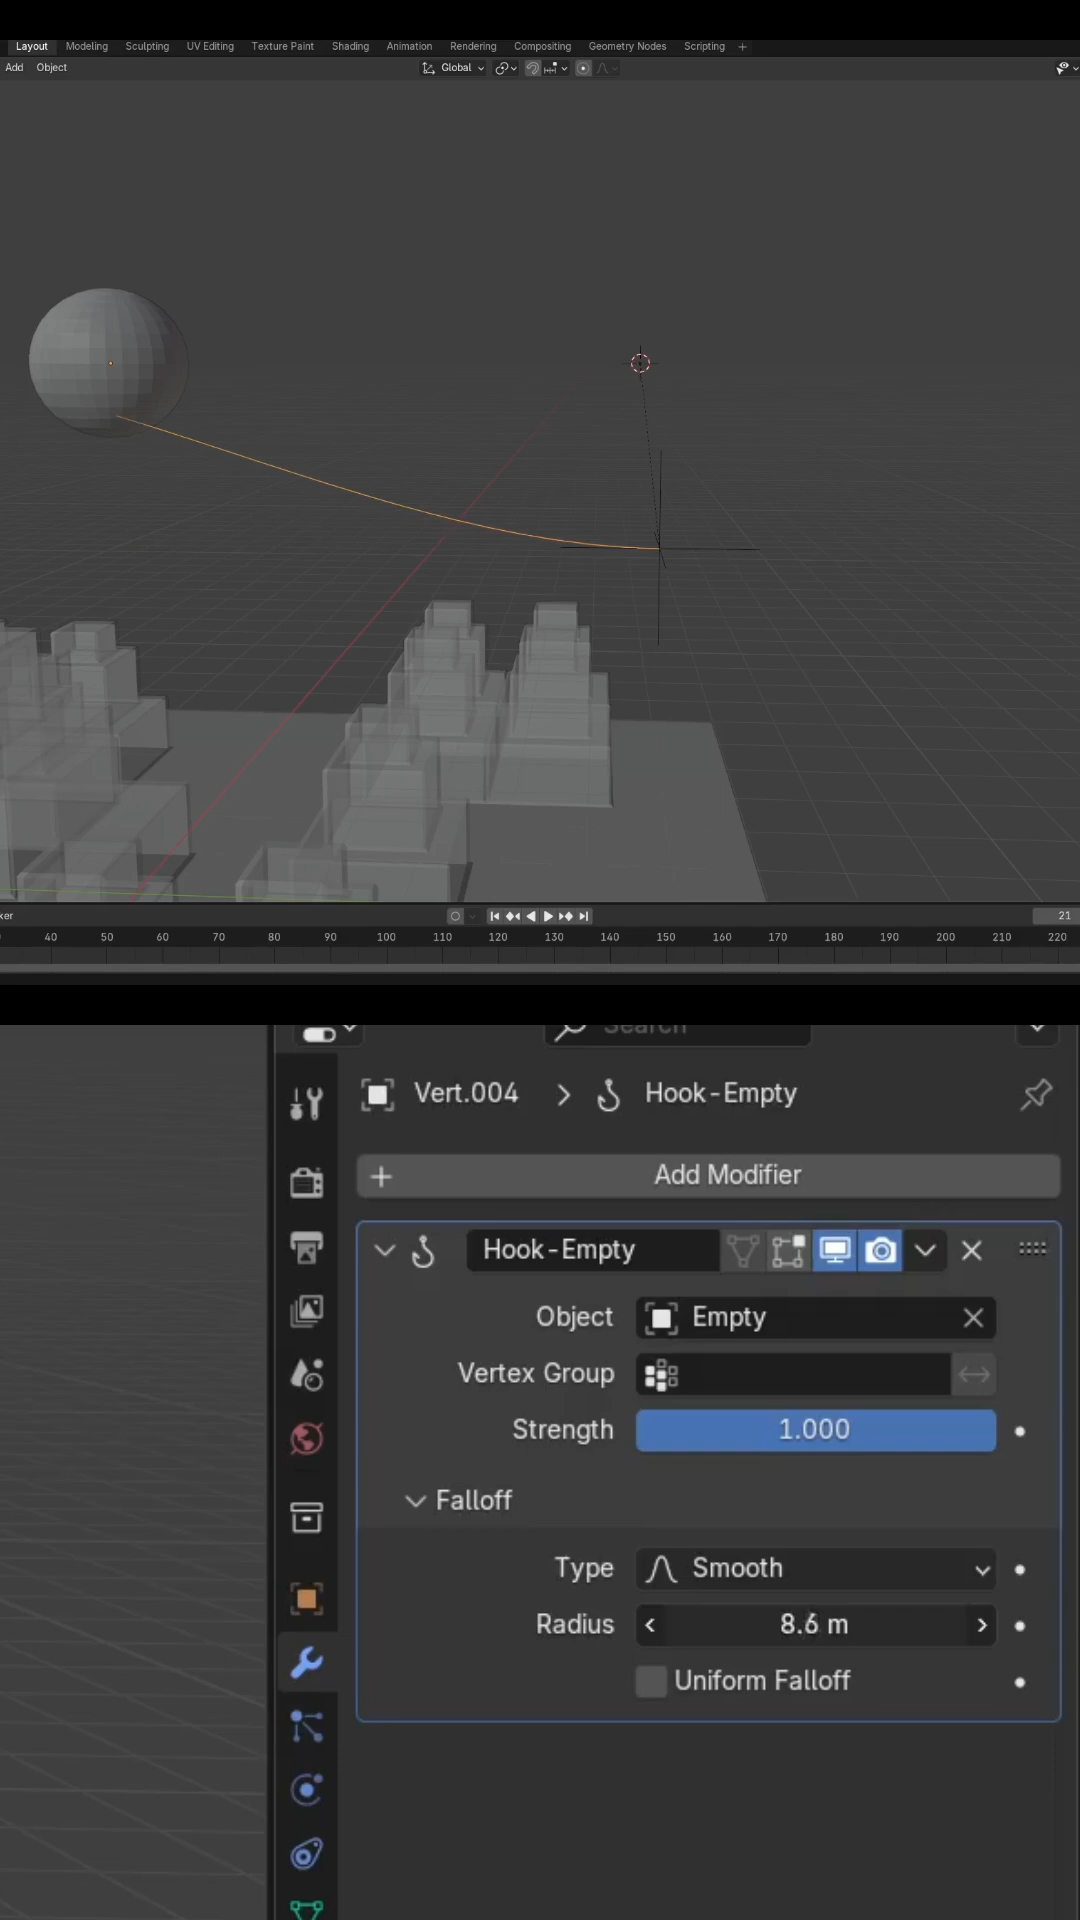 Layout Modeling Sculpting UV Editing Texture Paint Shading Animation Rendering Compositing Geometry Nodes Scripting +
Add Object Global
ker 21
40 50 60 70 80 90 100 110 120 130 140 150 160 170 180 190 200 210 220
Search
Vert.004 > Hook-Empty
+ Add Modifier
Hook-Empty
Object Empty
Vertex Group
Strength 1.000
Falloff
Type Smooth
Radius 8.6 m
Uniform Falloff